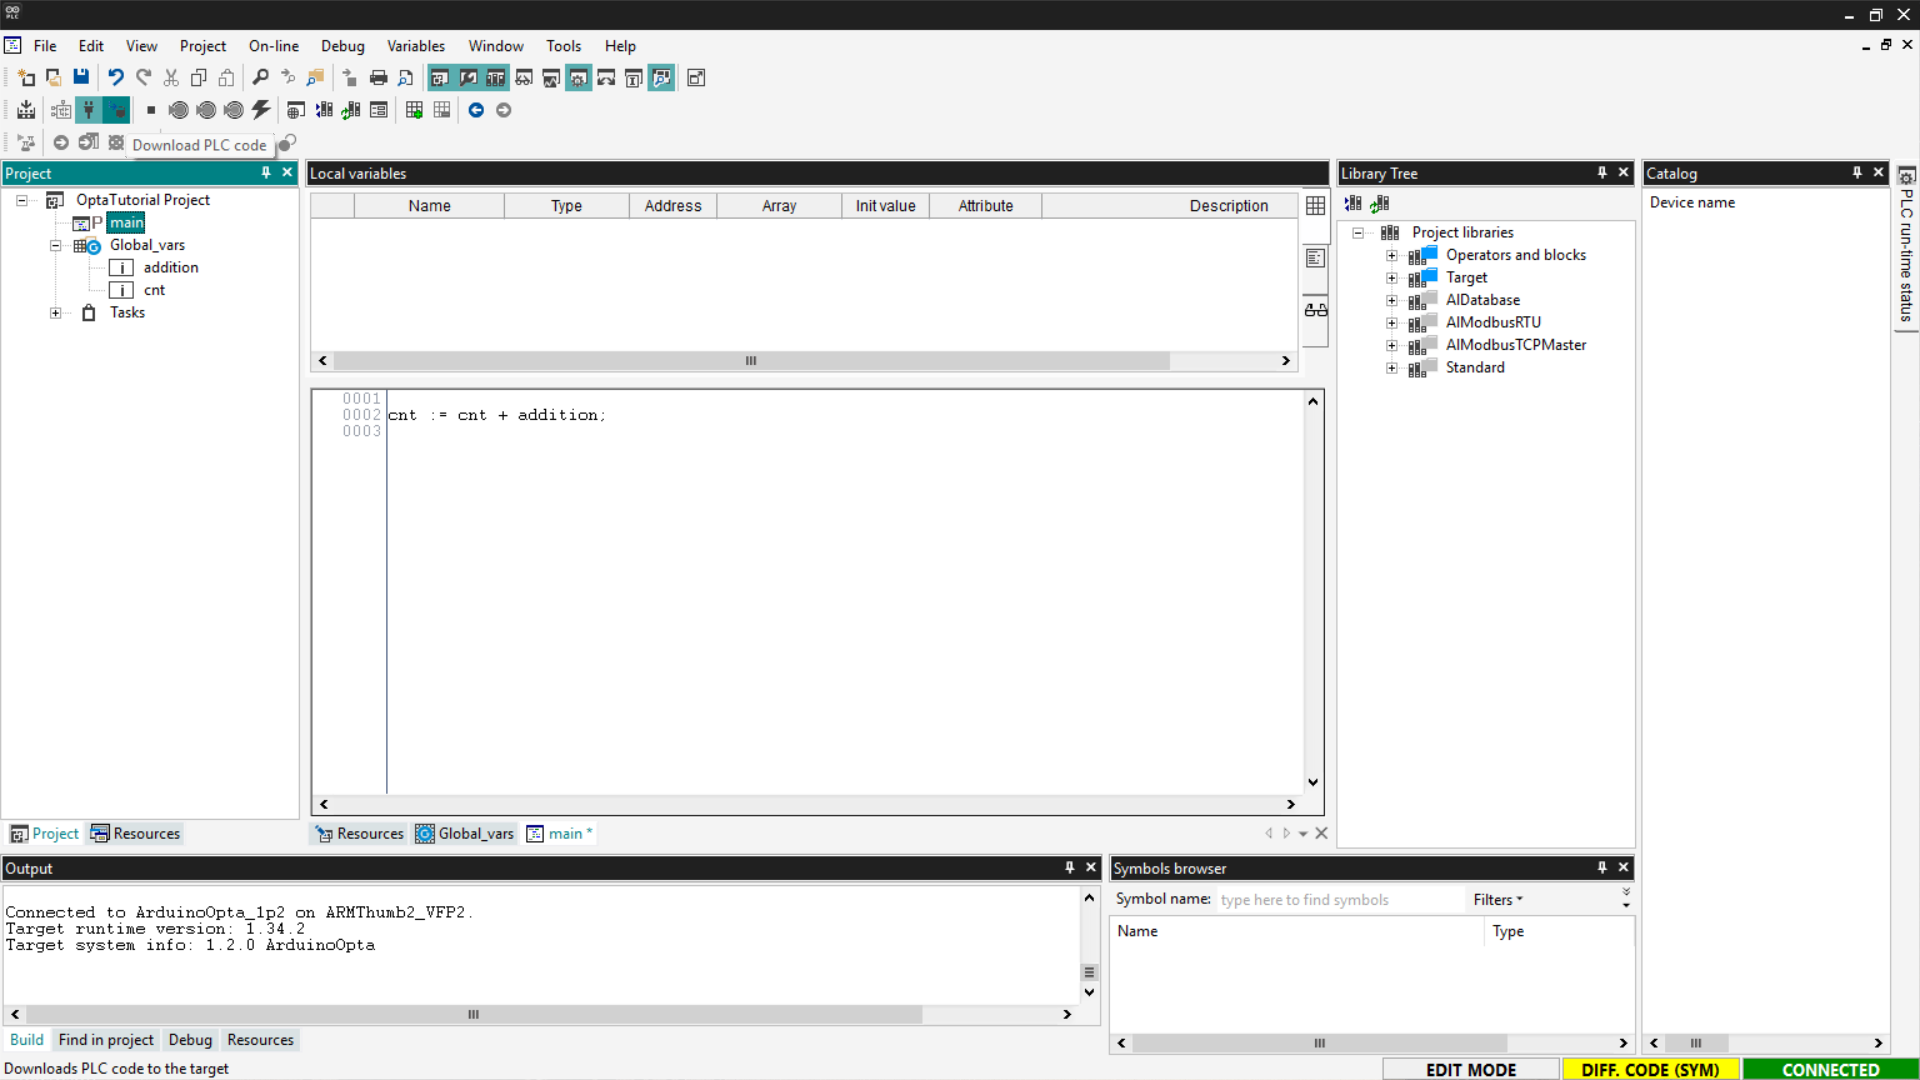 PLC
File Edit View Project On-line Debug Variables Window Tools Help
Download PLC code
Project
OptaTutorial Project
P main
Global_vars
addition
cnt
Tasks
Project Resources
Local variables
Name Type Address Array Init value Attribute Description
0001
0002 cnt := cnt + addition;
0003
Resources Global_vars main *
Library Tree
Project libraries
Operators and blocks
Target
AIDatabase
AIModbusRTU
AIModbusTCPMaster
Standard
Catalog
Device name
PLC run-time status
Output
Connected to ArduinoOpta_1p2 on ARMThumb2_VFP2.
Target runtime version: 1.34.2
Target system info: 1.2.0 ArduinoOpta
Build Find in project Debug Resources
Symbols browser
Symbol name: type here to find symbols Filters
Name Type
Downloads PLC code to the target
EDIT MODE DIFF. CODE (SYM) CONNECTED